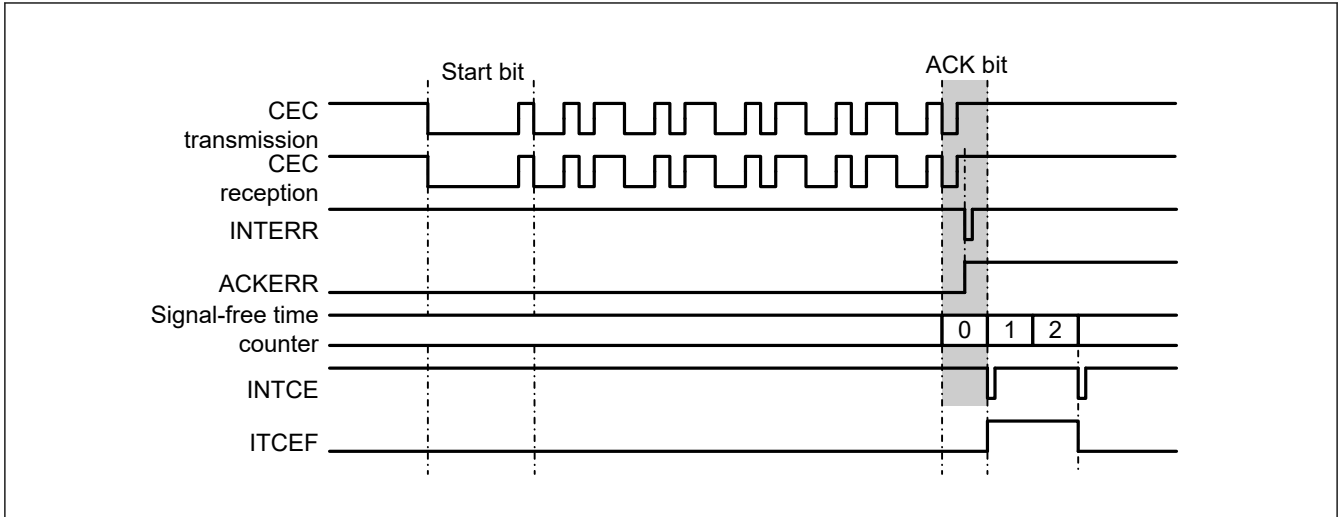 Start bit
ACK bit
CEC
transmission
CEC
reception
INTERR
ACKERR
Signal-free time
counter
0 1 2
INTCE
ITCEF